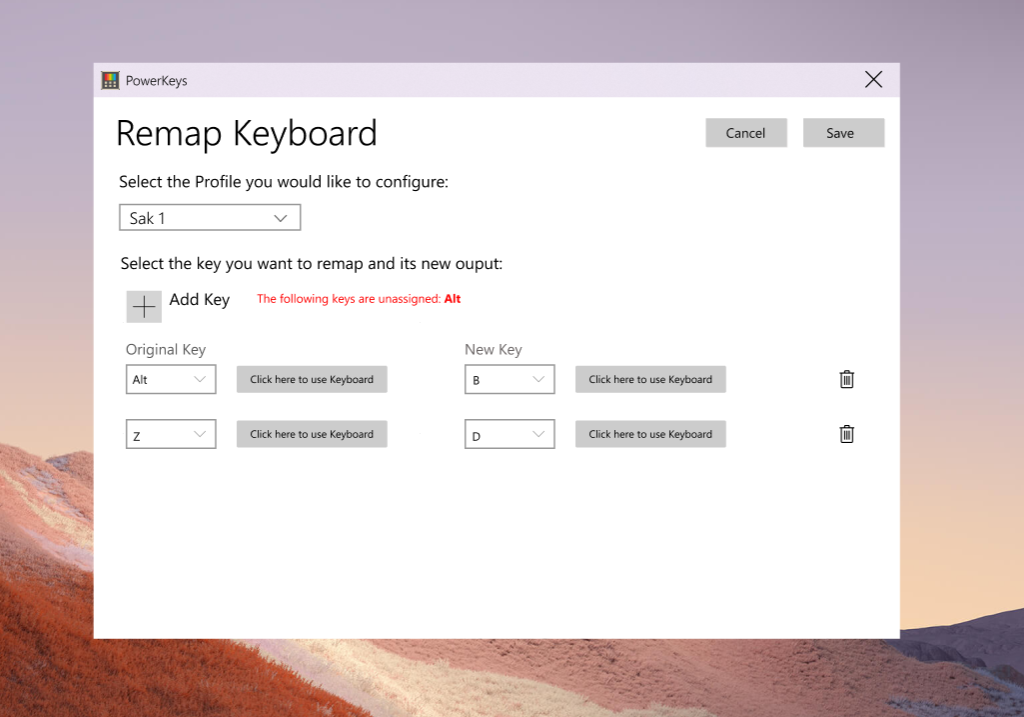 PowerKeys
Remap Keyboard
Cancel
Save
Select the Profile you would like to configure:
Sak 1
Select the key you want to remap and its new ouput:
Add Key
The following keys are unassigned: Alt
Original Key
New Key
Alt
Click here to use Keyboard
B
Click here to use Keyboard
Z
Click here to use Keyboard
D
Click here to use Keyboard